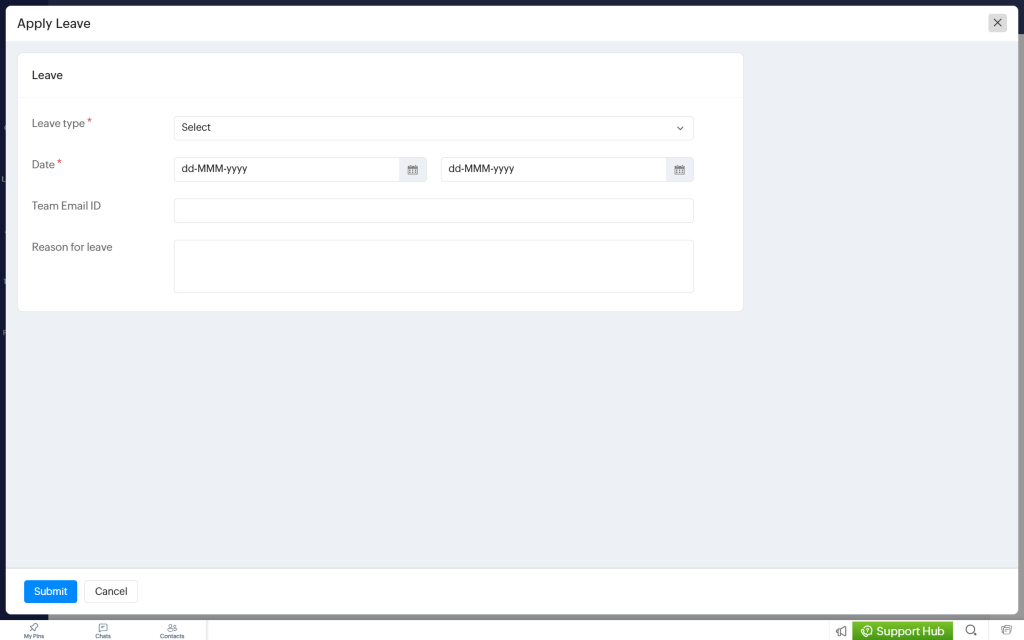 Apply Leave
Leave
Leave type *
Select
Date *
dd-MMM-yyyy
dd-MMM-yyyy
Team Email ID
Reason for leave
Submit
Cancel
My Pins
Chats
Contacts
Support Hub